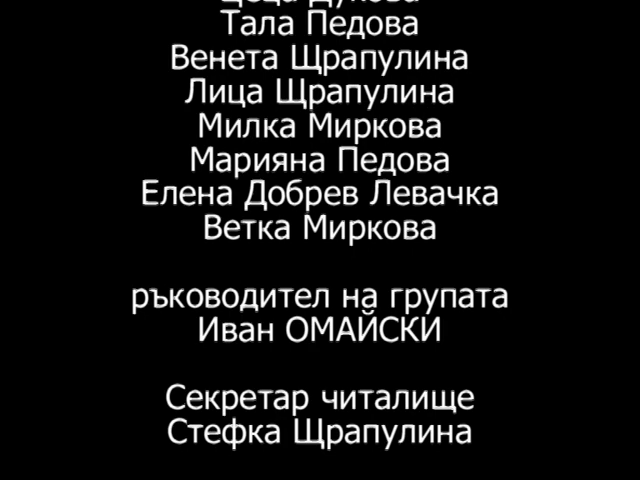 Тала Педова
Венета Щрапулина
Лица Щрапулина
Милка Миркова
Марияна Педова
Елена Добрев Левачка
Ветка Миркова
ръководител на групата
Иван ОМАЙСКИ
Секретар читалище
Стефка Щрапулина